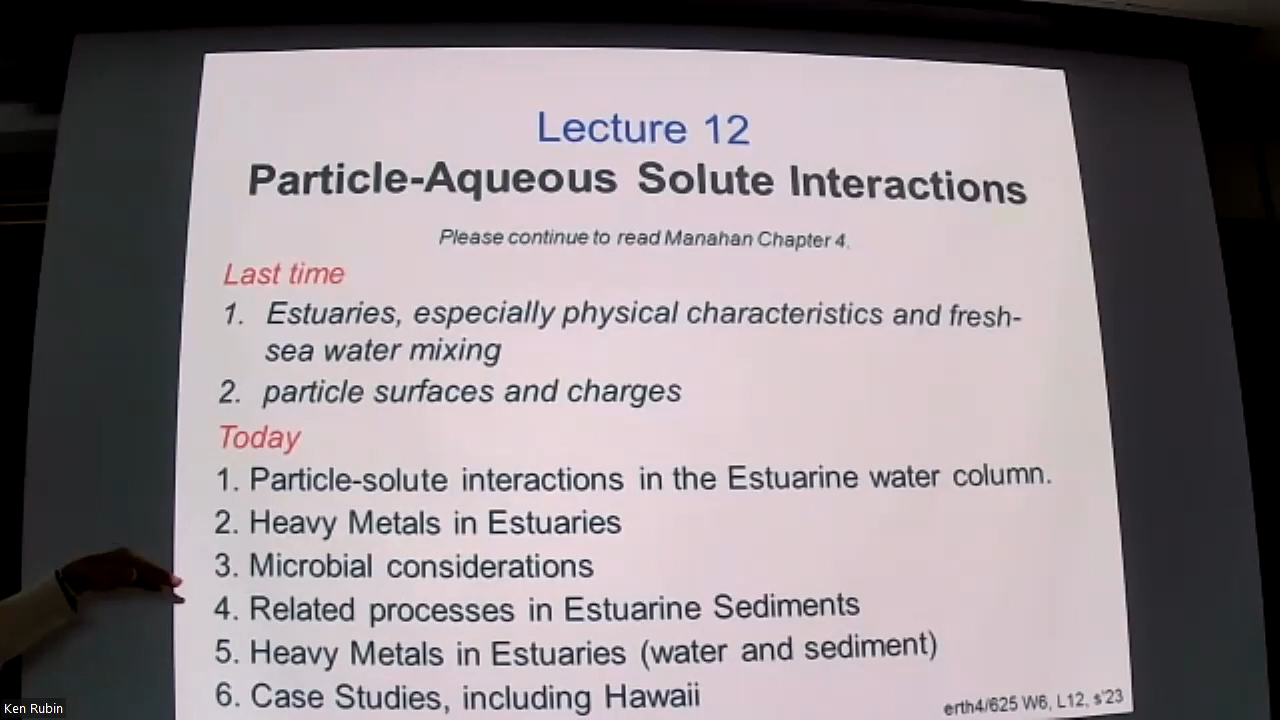 Lecture 12
Particle-Aqueous Solute Interactions
Please continue to read Manahan Chapter 4.
Last time
1. Estuaries, especially physical characteristics and fresh-
sea water mixing
2. particle surfaces and charges
Today
1. Particle-solute interactions in the Estuarine water column.
2. Heavy Metals in Estuaries
3. Microbial considerations
4. Related processes in Estuarine Sediments
5. Heavy Metals in Estuaries (water and sediment)
6. Case Studies, including Hawaii
erth4/625 W6, L12, s'23
Ken Rubin